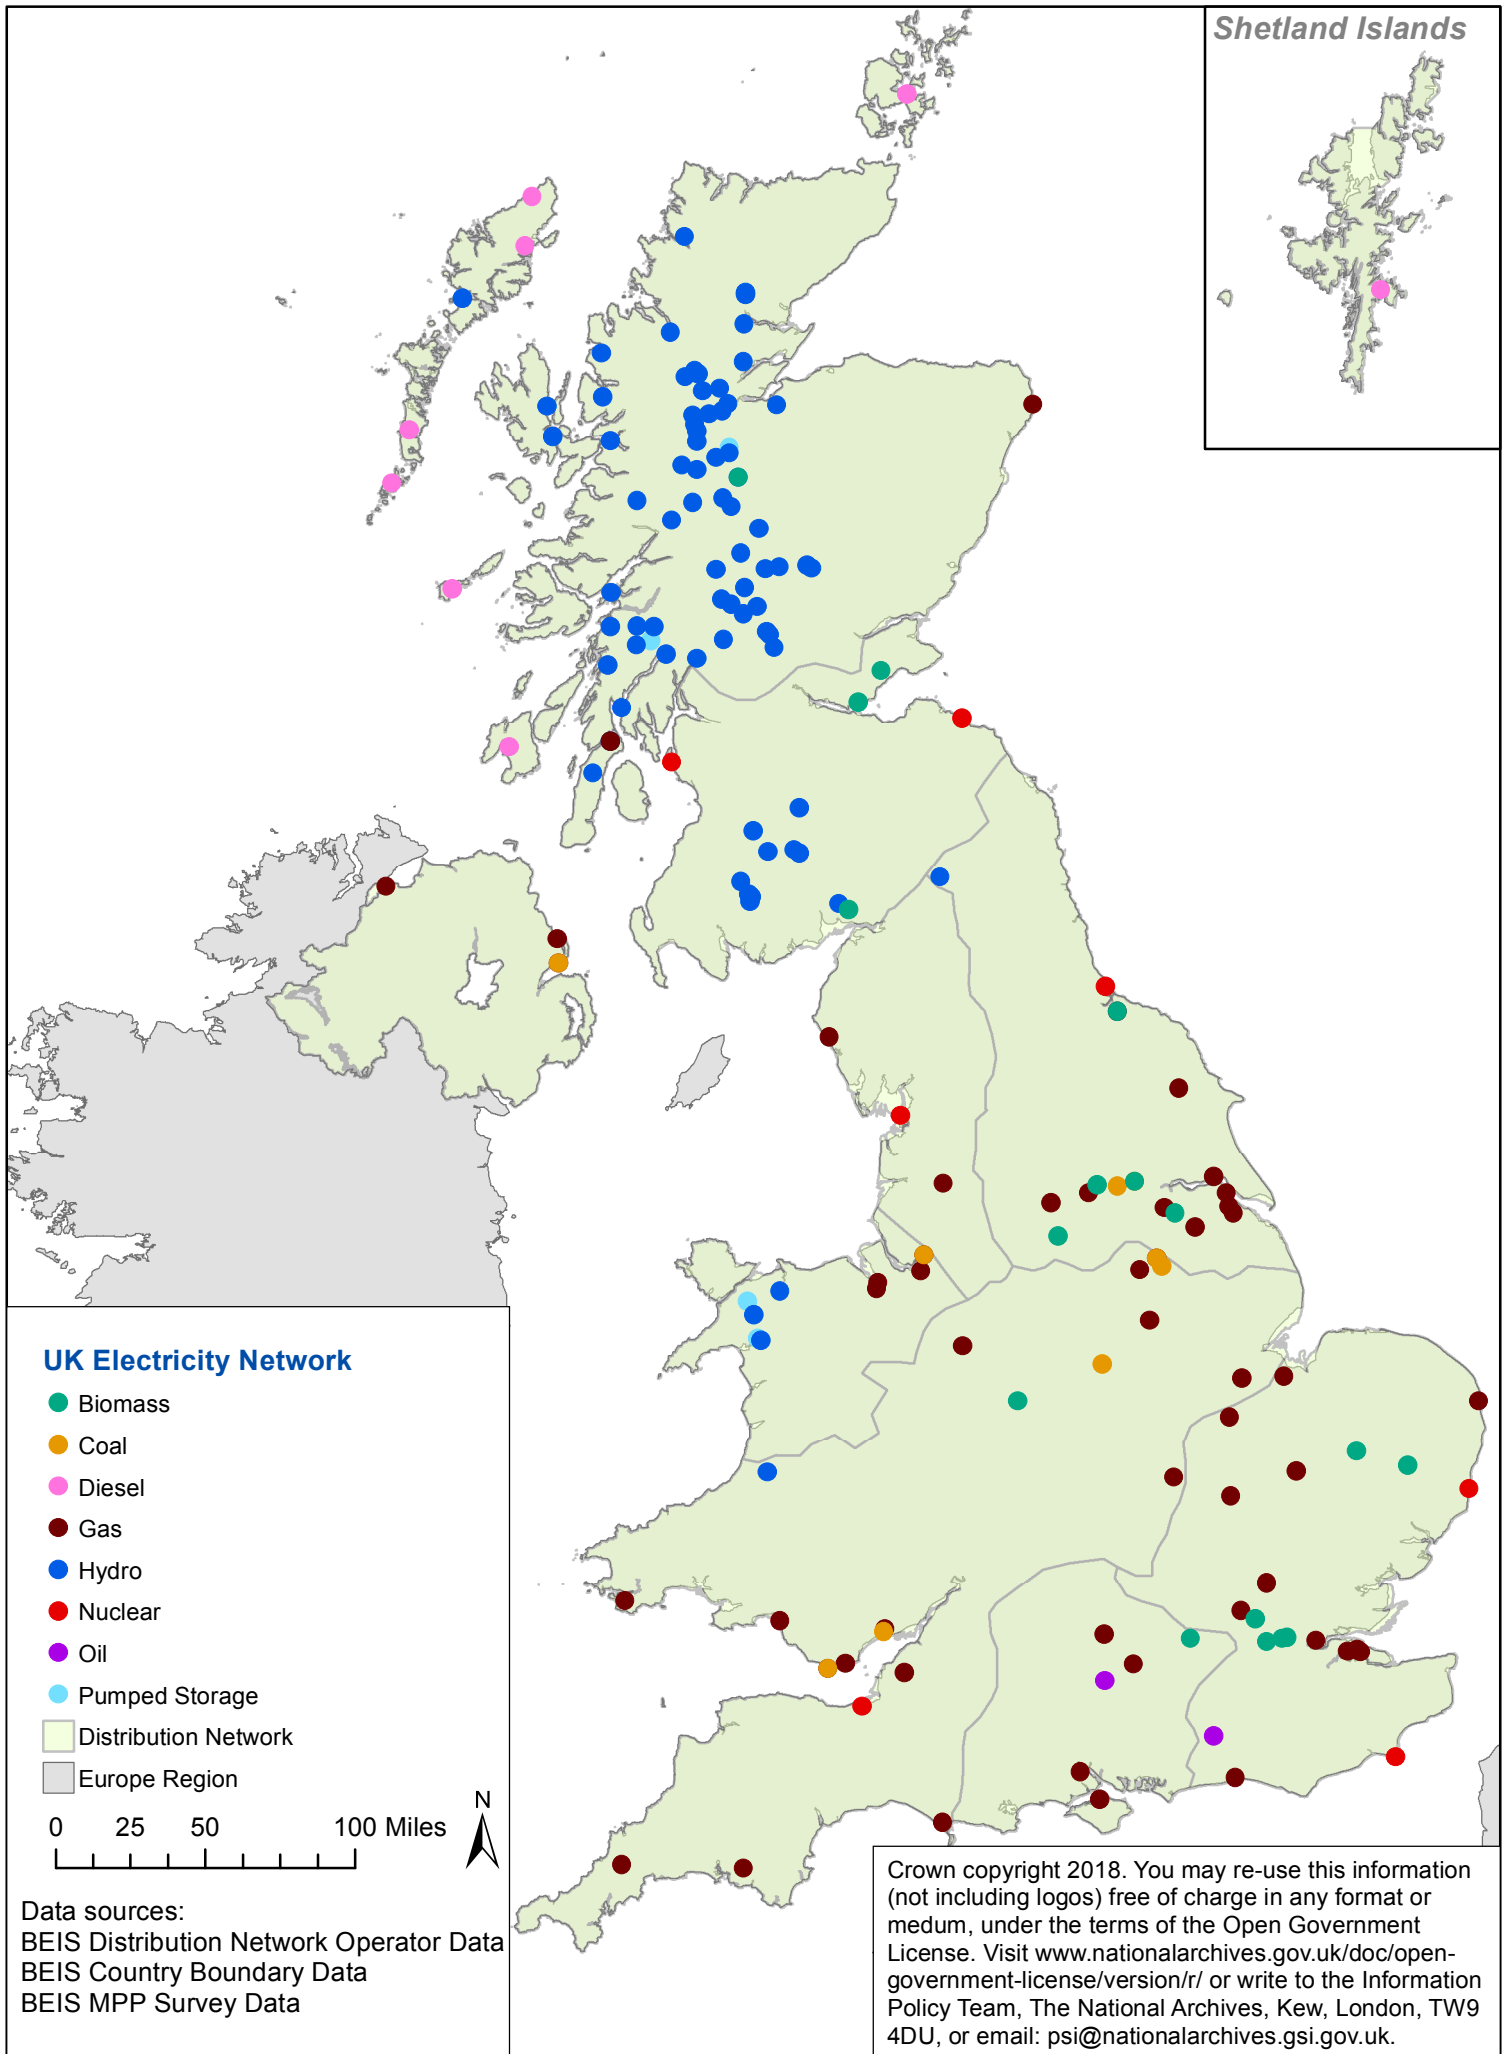 Shetland Islands
UK Electricity Network
Biomass
Coal
Diesel
Gas
Hydro
Nuclear
Oil
Pumped Storage
Distribution Network
Europe Region
N
0 25 50 100 Miles
Data sources:
BEIS Distribution Network Operator Data
BEIS Country Boundary Data
BEIS MPP Survey Data
Crown copyright 2018. You may re-use this information
(not including logos) free of charge in any format or
medum, under the terms of the Open Government
License. Visit www.nationalarchives.gov.uk/doc/open-
government-license/version/r/ or write to the Information
Policy Team, The National Archives, Kew, London, TW9
4DU, or email: psi@nationalarchives.gsi.gov.uk.